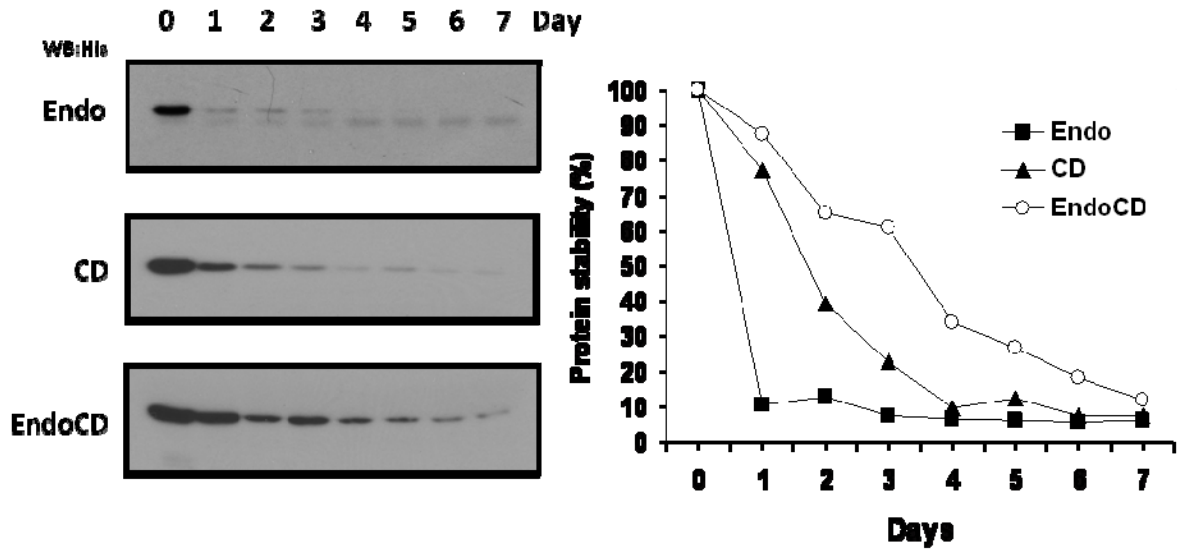 0 1 2 3 4 5 6 7 Day
WB:His
Endo
CD
EndoCD
100
90
80
70
60
50
40
30
20
10
0
Protein stability (%)
Endo
CD
EndoCD
0 1 2 3 4 5 6 7
Days